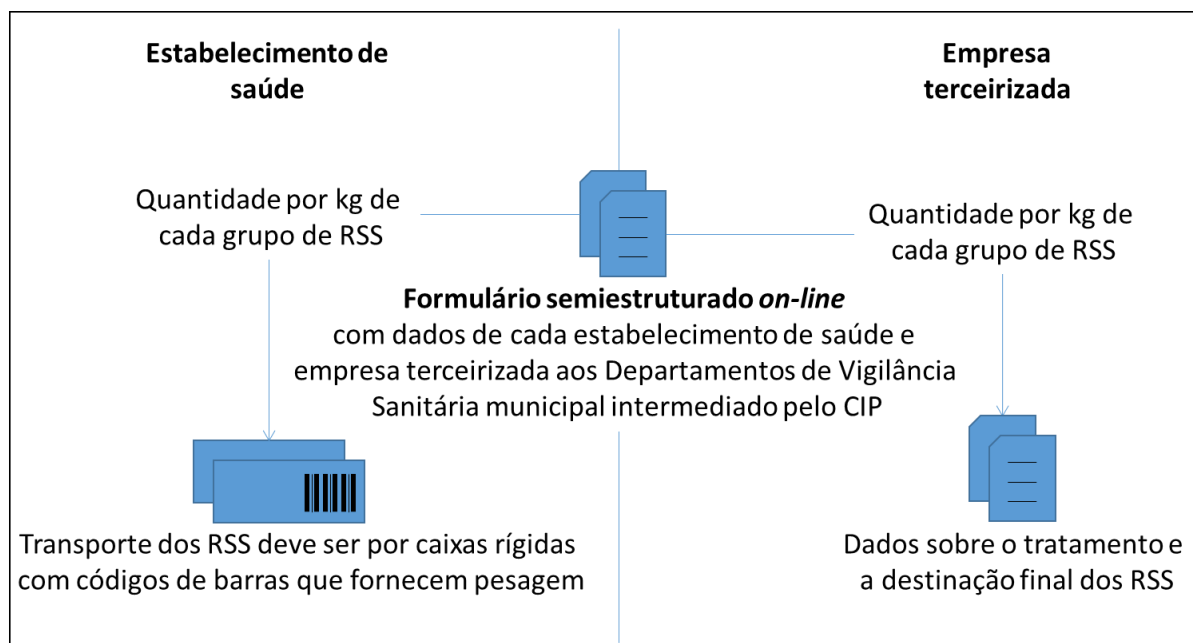 Estabelecimento de
saúde
Empresa
terceirizada
Quantidade por kg de
cada grupo de RSS
Quantidade por kg de
cada grupo de RSS
Formulário semiestruturado on-line
com dados de cada estabelecimento de saúde e
empresa terceirizada aos Departamentos de Vigilância
Sanitária municipal intermediado pelo CIP
Transporte dos RSS deve ser por caixas rígidas
com códigos de barras que fornecem pesagem
Dados sobre o tratamento e
a destinação final dos RSS